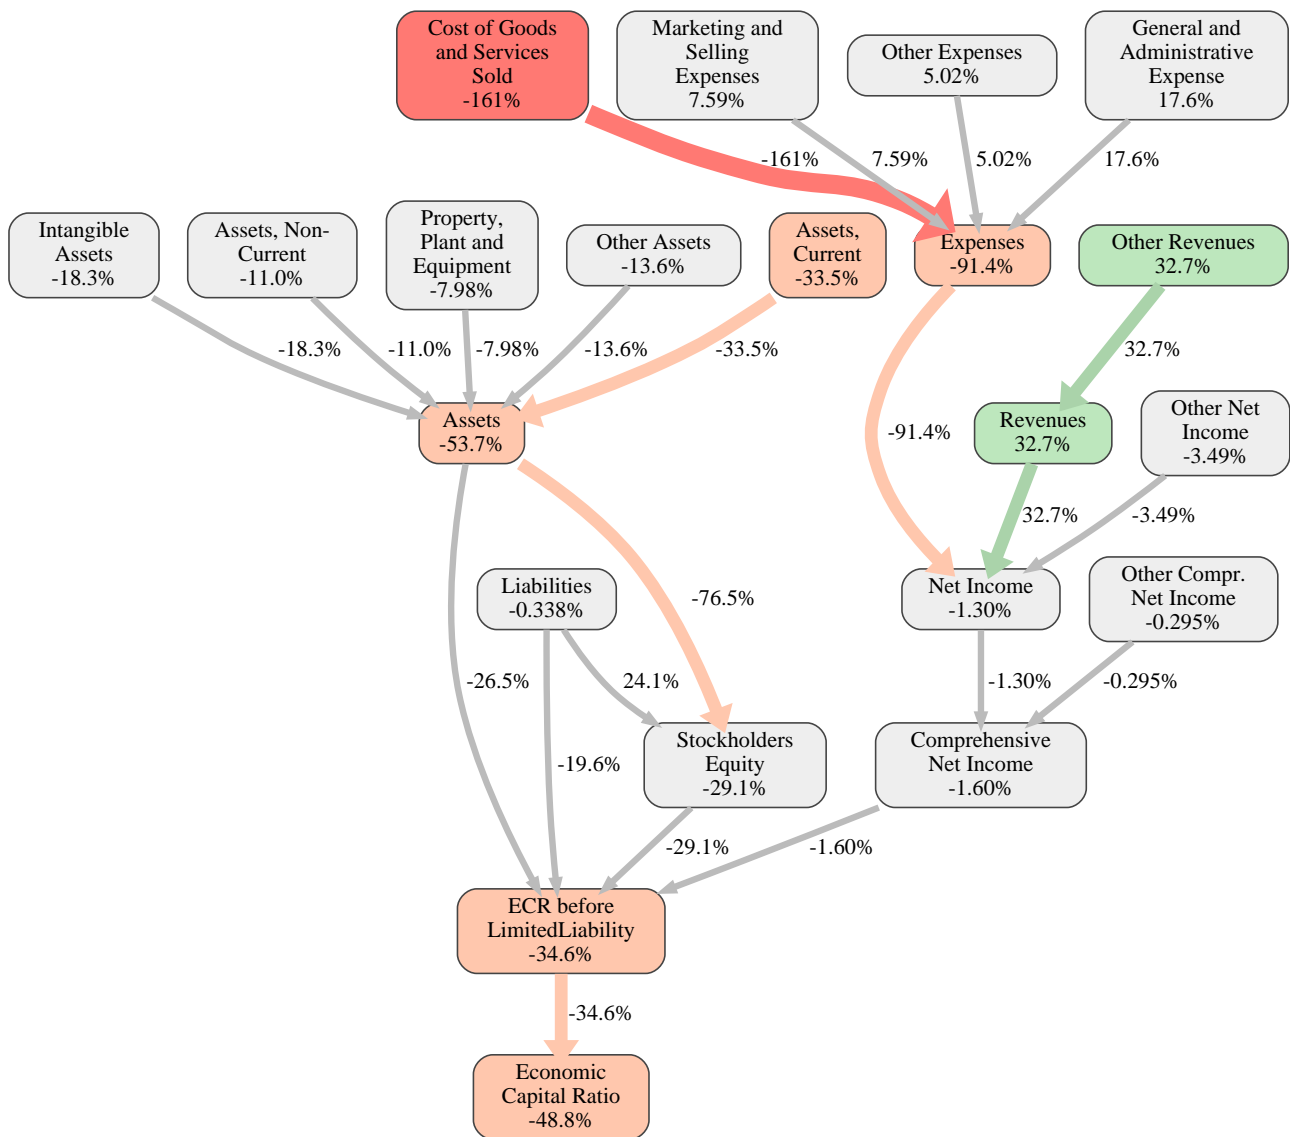 Cost of Goods
and Services
Sold
-161%
Marketing and
Selling
Expenses
7.59%
Other Expenses
5.02%
General and
Administrative
Expense
17.6%
-161%
7.59%
5.02%
17.6%
Intangible
Assets
-18.3%
Assets, Non-
Current
-11.0%
Property,
Plant and
Equipment
-7.98%
Other Assets
-13.6%
Assets,
Current
-33.5%
Expenses
-91.4%
Other Revenues
32.7%
-18.3%
-11.0%
-7.98%
-13.6%
-33.5%
32.7%
Assets
-53.7%
-91.4%
Revenues
32.7%
Other Net
Income
-3.49%
32.7%
-3.49%
Liabilities
-0.338%
-76.5%
Net Income
-1.30%
Other Compr.
Net Income
-0.295%
-26.5%
24.1%
-1.30%
-0.295%
-19.6%
Stockholders
Equity
-29.1%
Comprehensive
Net Income
-1.60%
-29.1%
-1.60%
ECR before
LimitedLiability
-34.6%
-34.6%
Economic
Capital Ratio
-48.8%